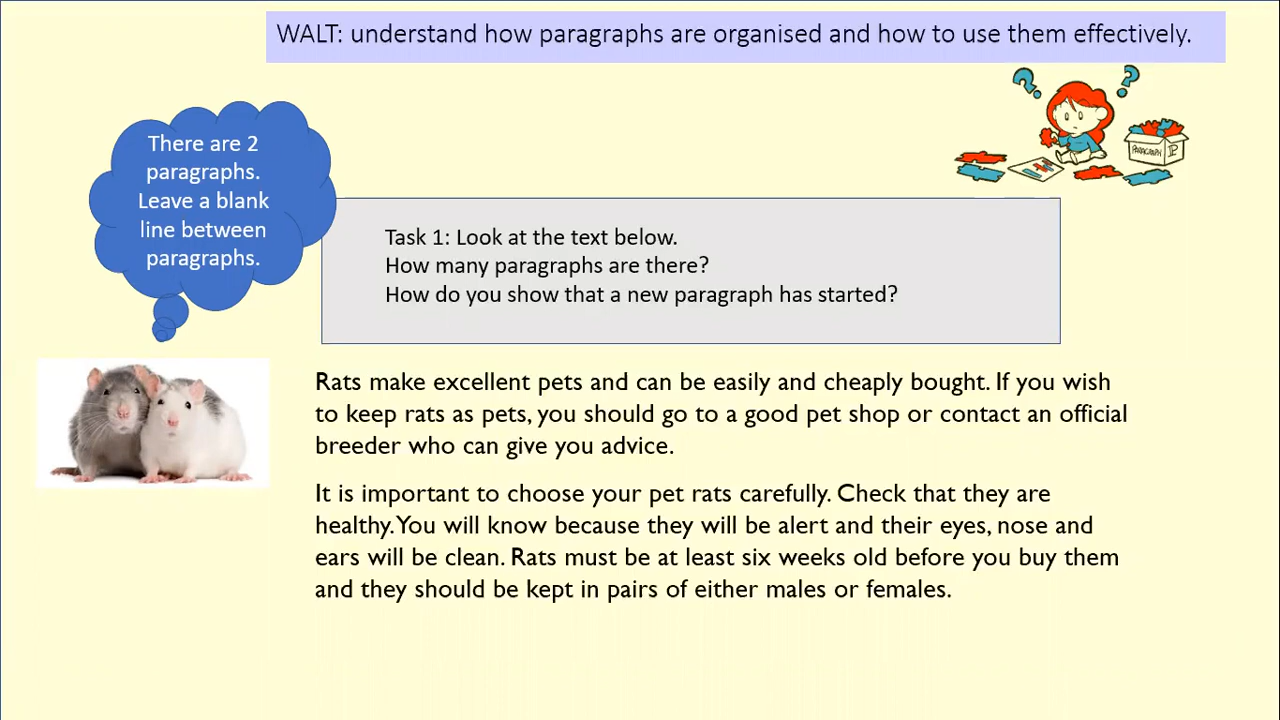 WALT: understand how paragraphs are organised and how to use them effectively.
There are 2
paragraphs.
Leave a blank
line between
paragraphs.
PARAGRAPH
Task 1: Look at the text below.
How many paragraphs are there?
How do you show that a new paragraph has started?
Rats make excellent pets and can be easily and cheaply bought. If you wish
to keep rats as pets, you should go to a good pet shop or contact an official
breeder who can give you advice.
It is important to choose your pet rats carefully. Check that they are
healthy. You will know because they will be alert and their eyes, nose and
ears will be clean. Rats must be at least six weeks old before you buy them
and they should be kept in pairs of either males or females.